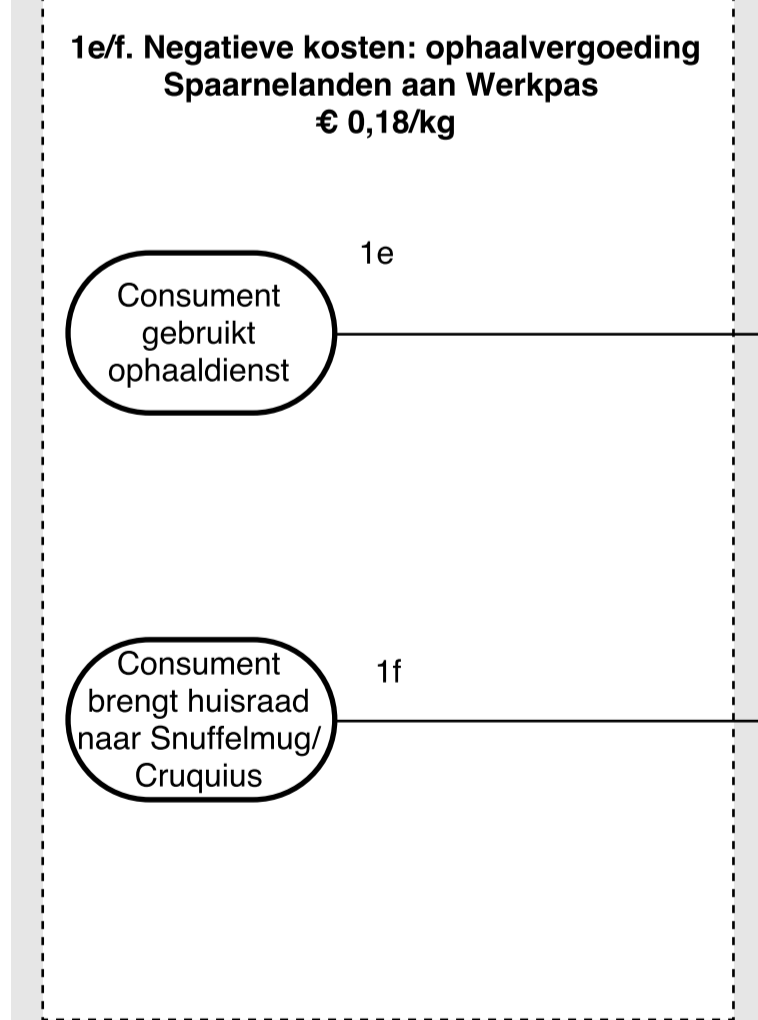 1e/f. Negatieve kosten: ophaalvergoeding
Spaarnelanden aan Werkpas
€ 0,18/kg
1e
Consument
gebruikt
ophaaldienst
Consument
brengt huisraad
naar Snuffelmug/
Cruquius
1f